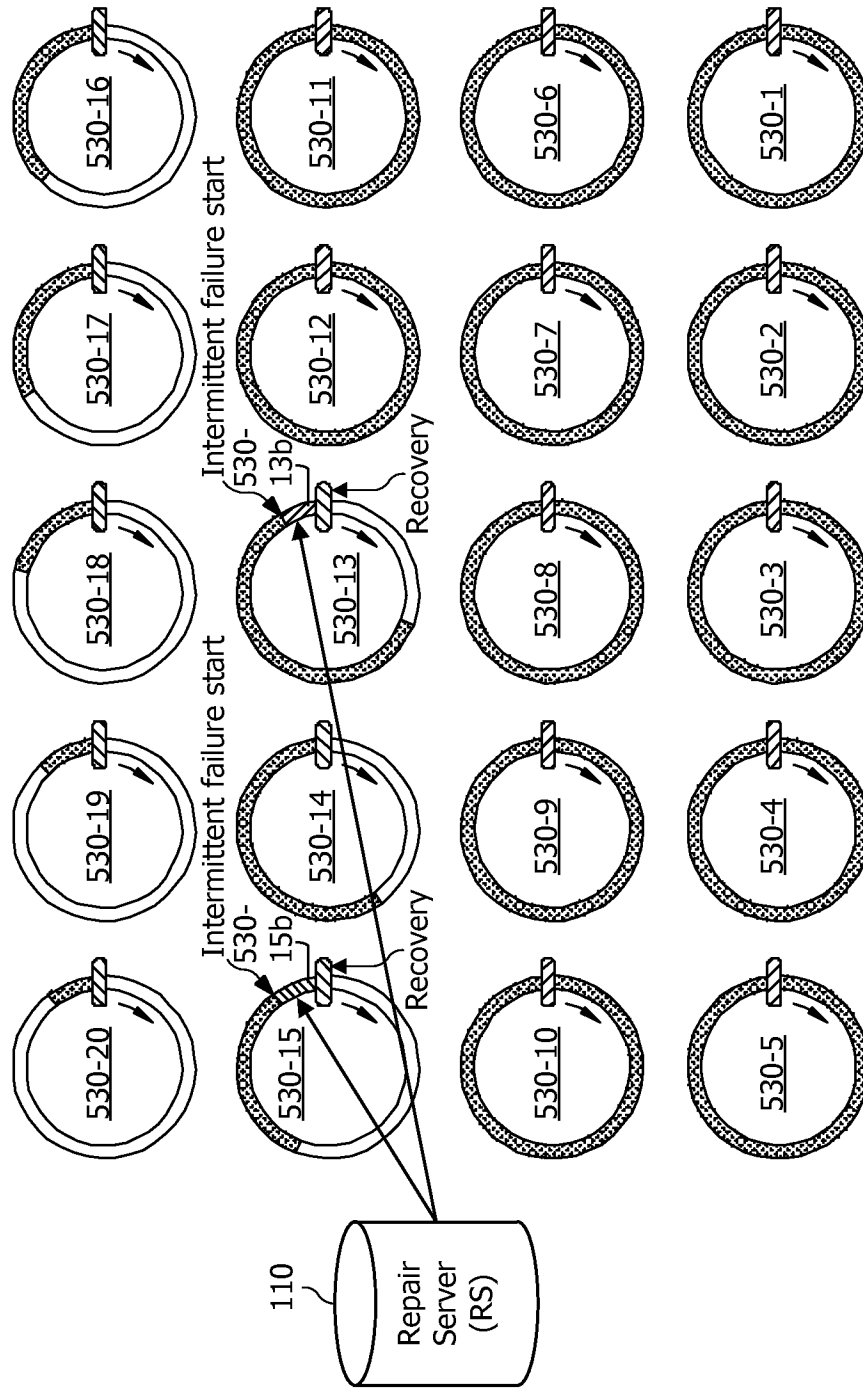 530-20
530-19
530-18
530-17
530-16
Intermittent failure start
Intermittent failure start
530-
15b
530-
13b
530-15
530-14
530-13
530-12
530-11
Recovery
Recovery
110
Repair
Server
(RS)
530-10
530-9
530-8
530-7
530-6
530-5
530-4
530-3
530-2
530-1